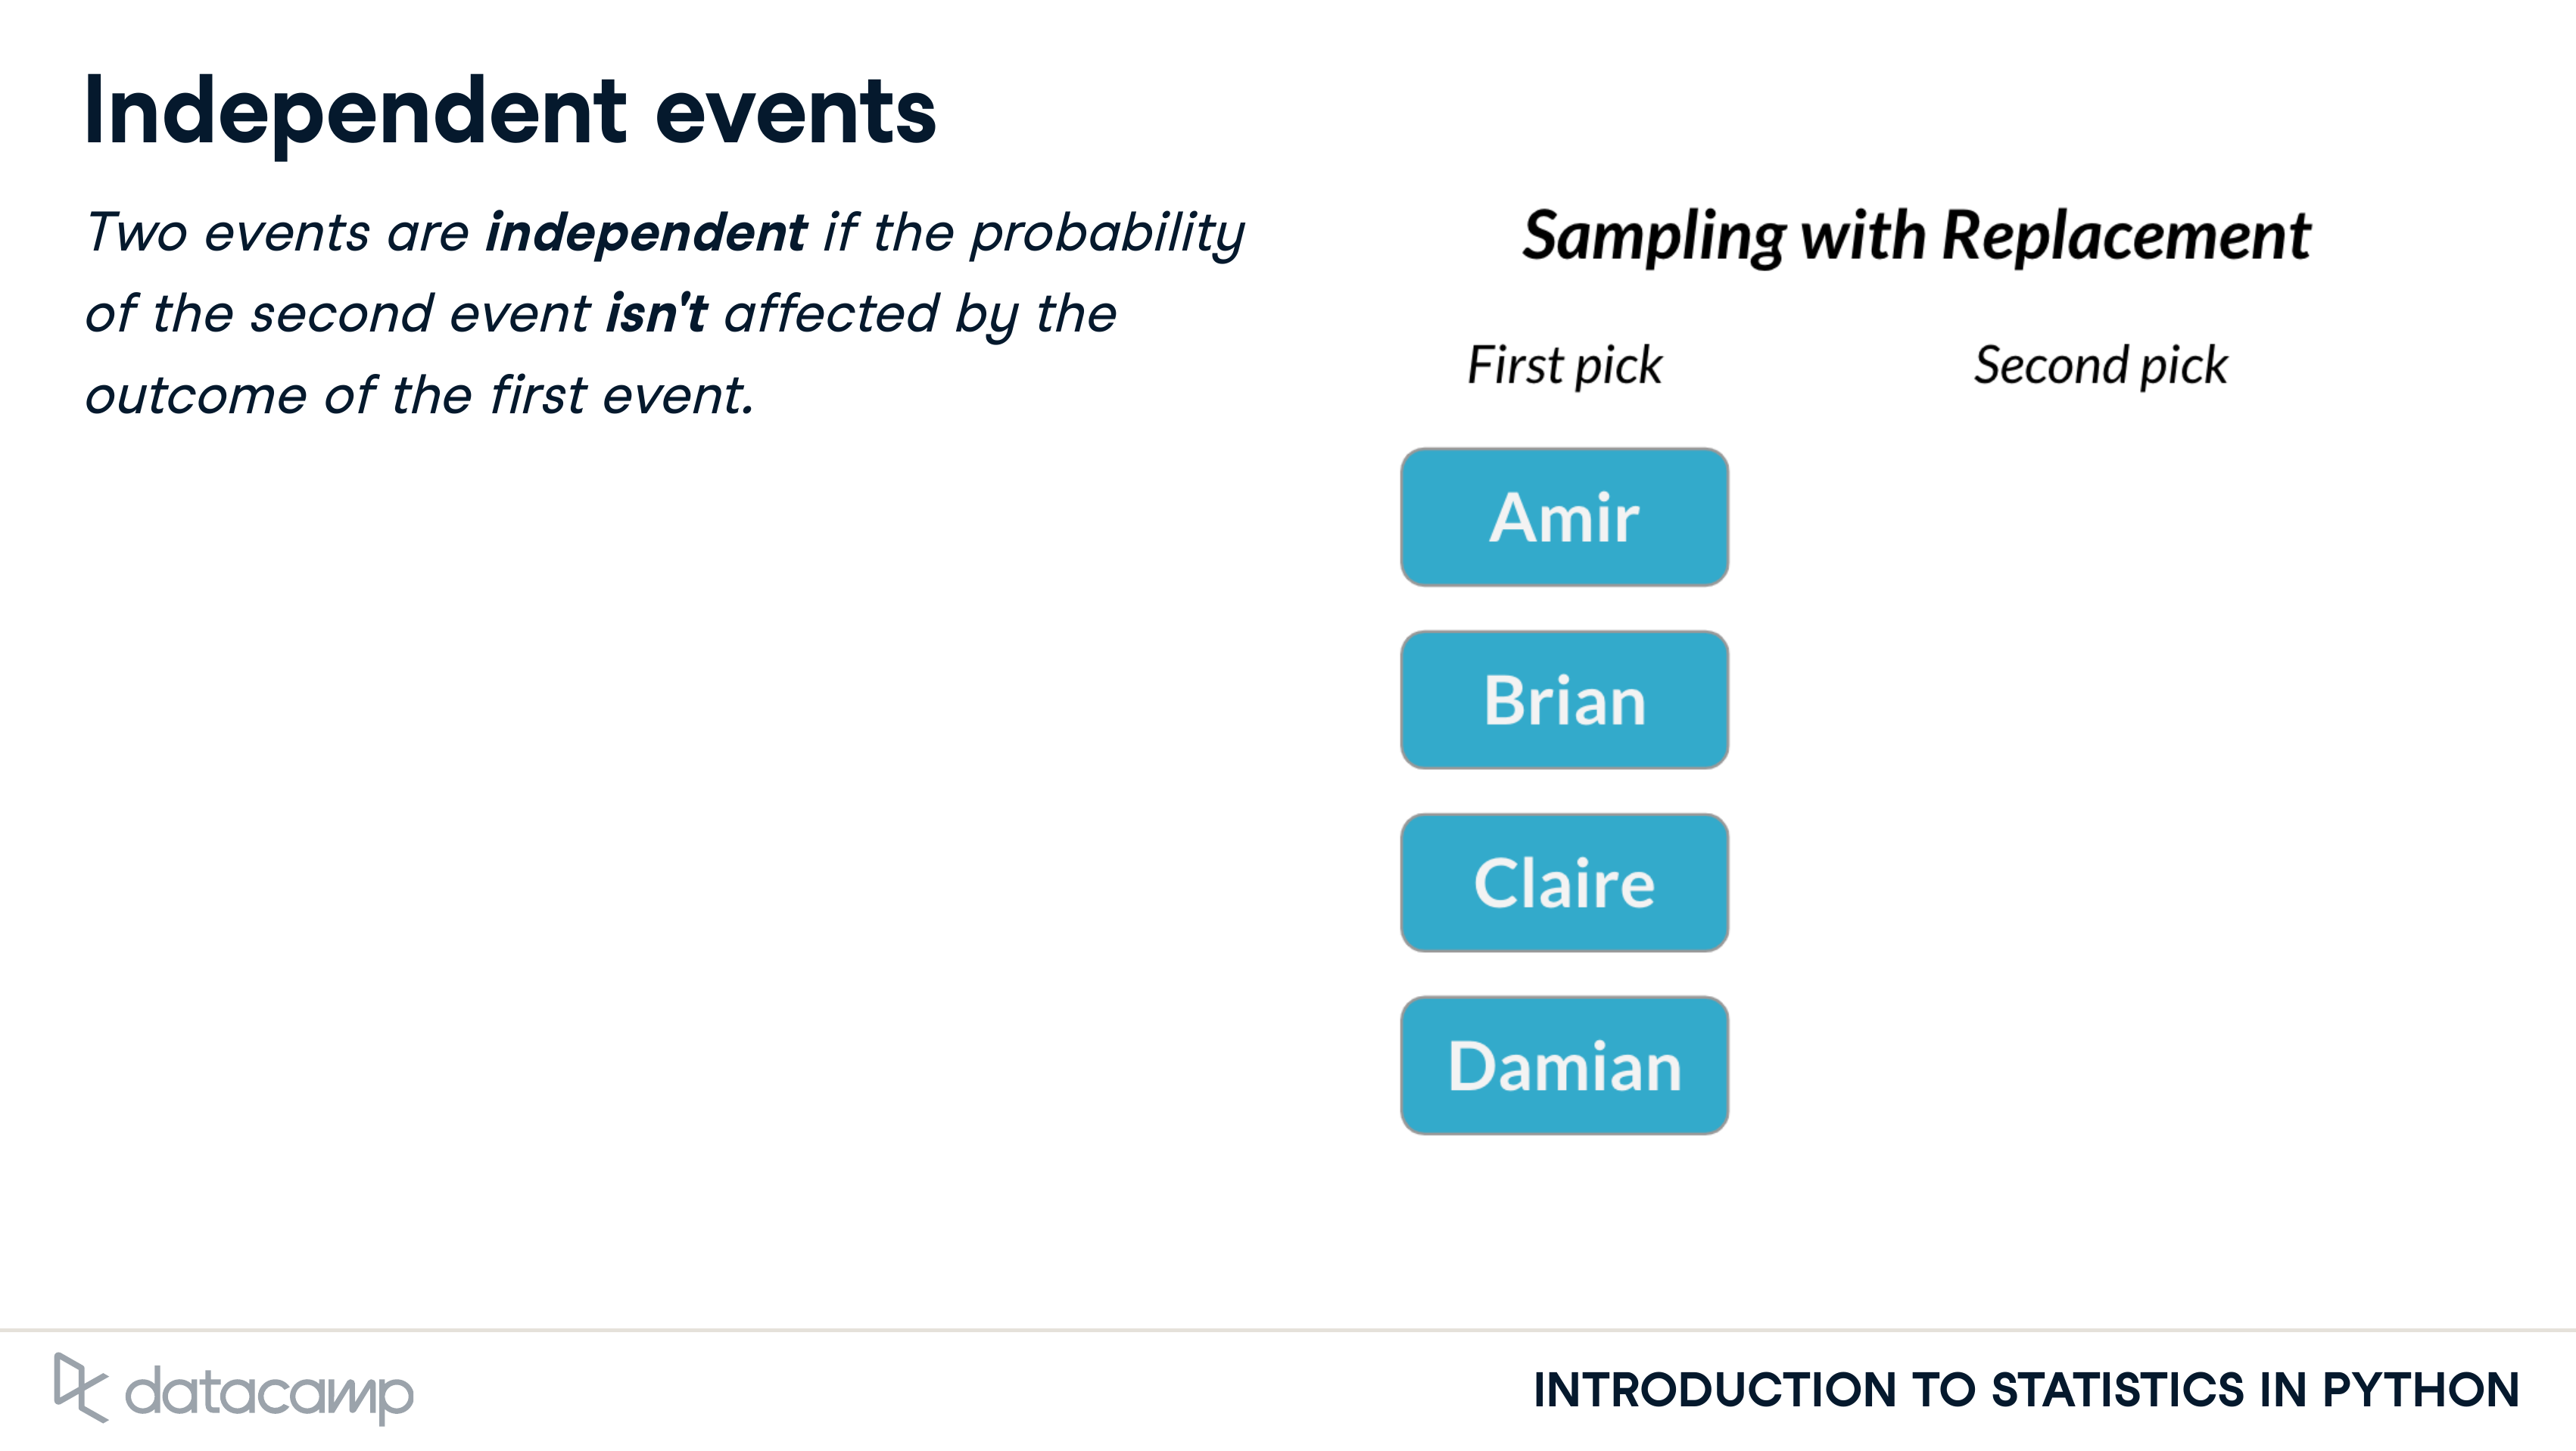 Independent events
Two events are independent if the probability
of the second event isn't affected by the
outcome of the first event.
Sampling with Replacement
First pick
Second pick
Amir
Brian
Claire
Damian
datacamp
INTRODUCTION TO STATISTICS IN PYTHON